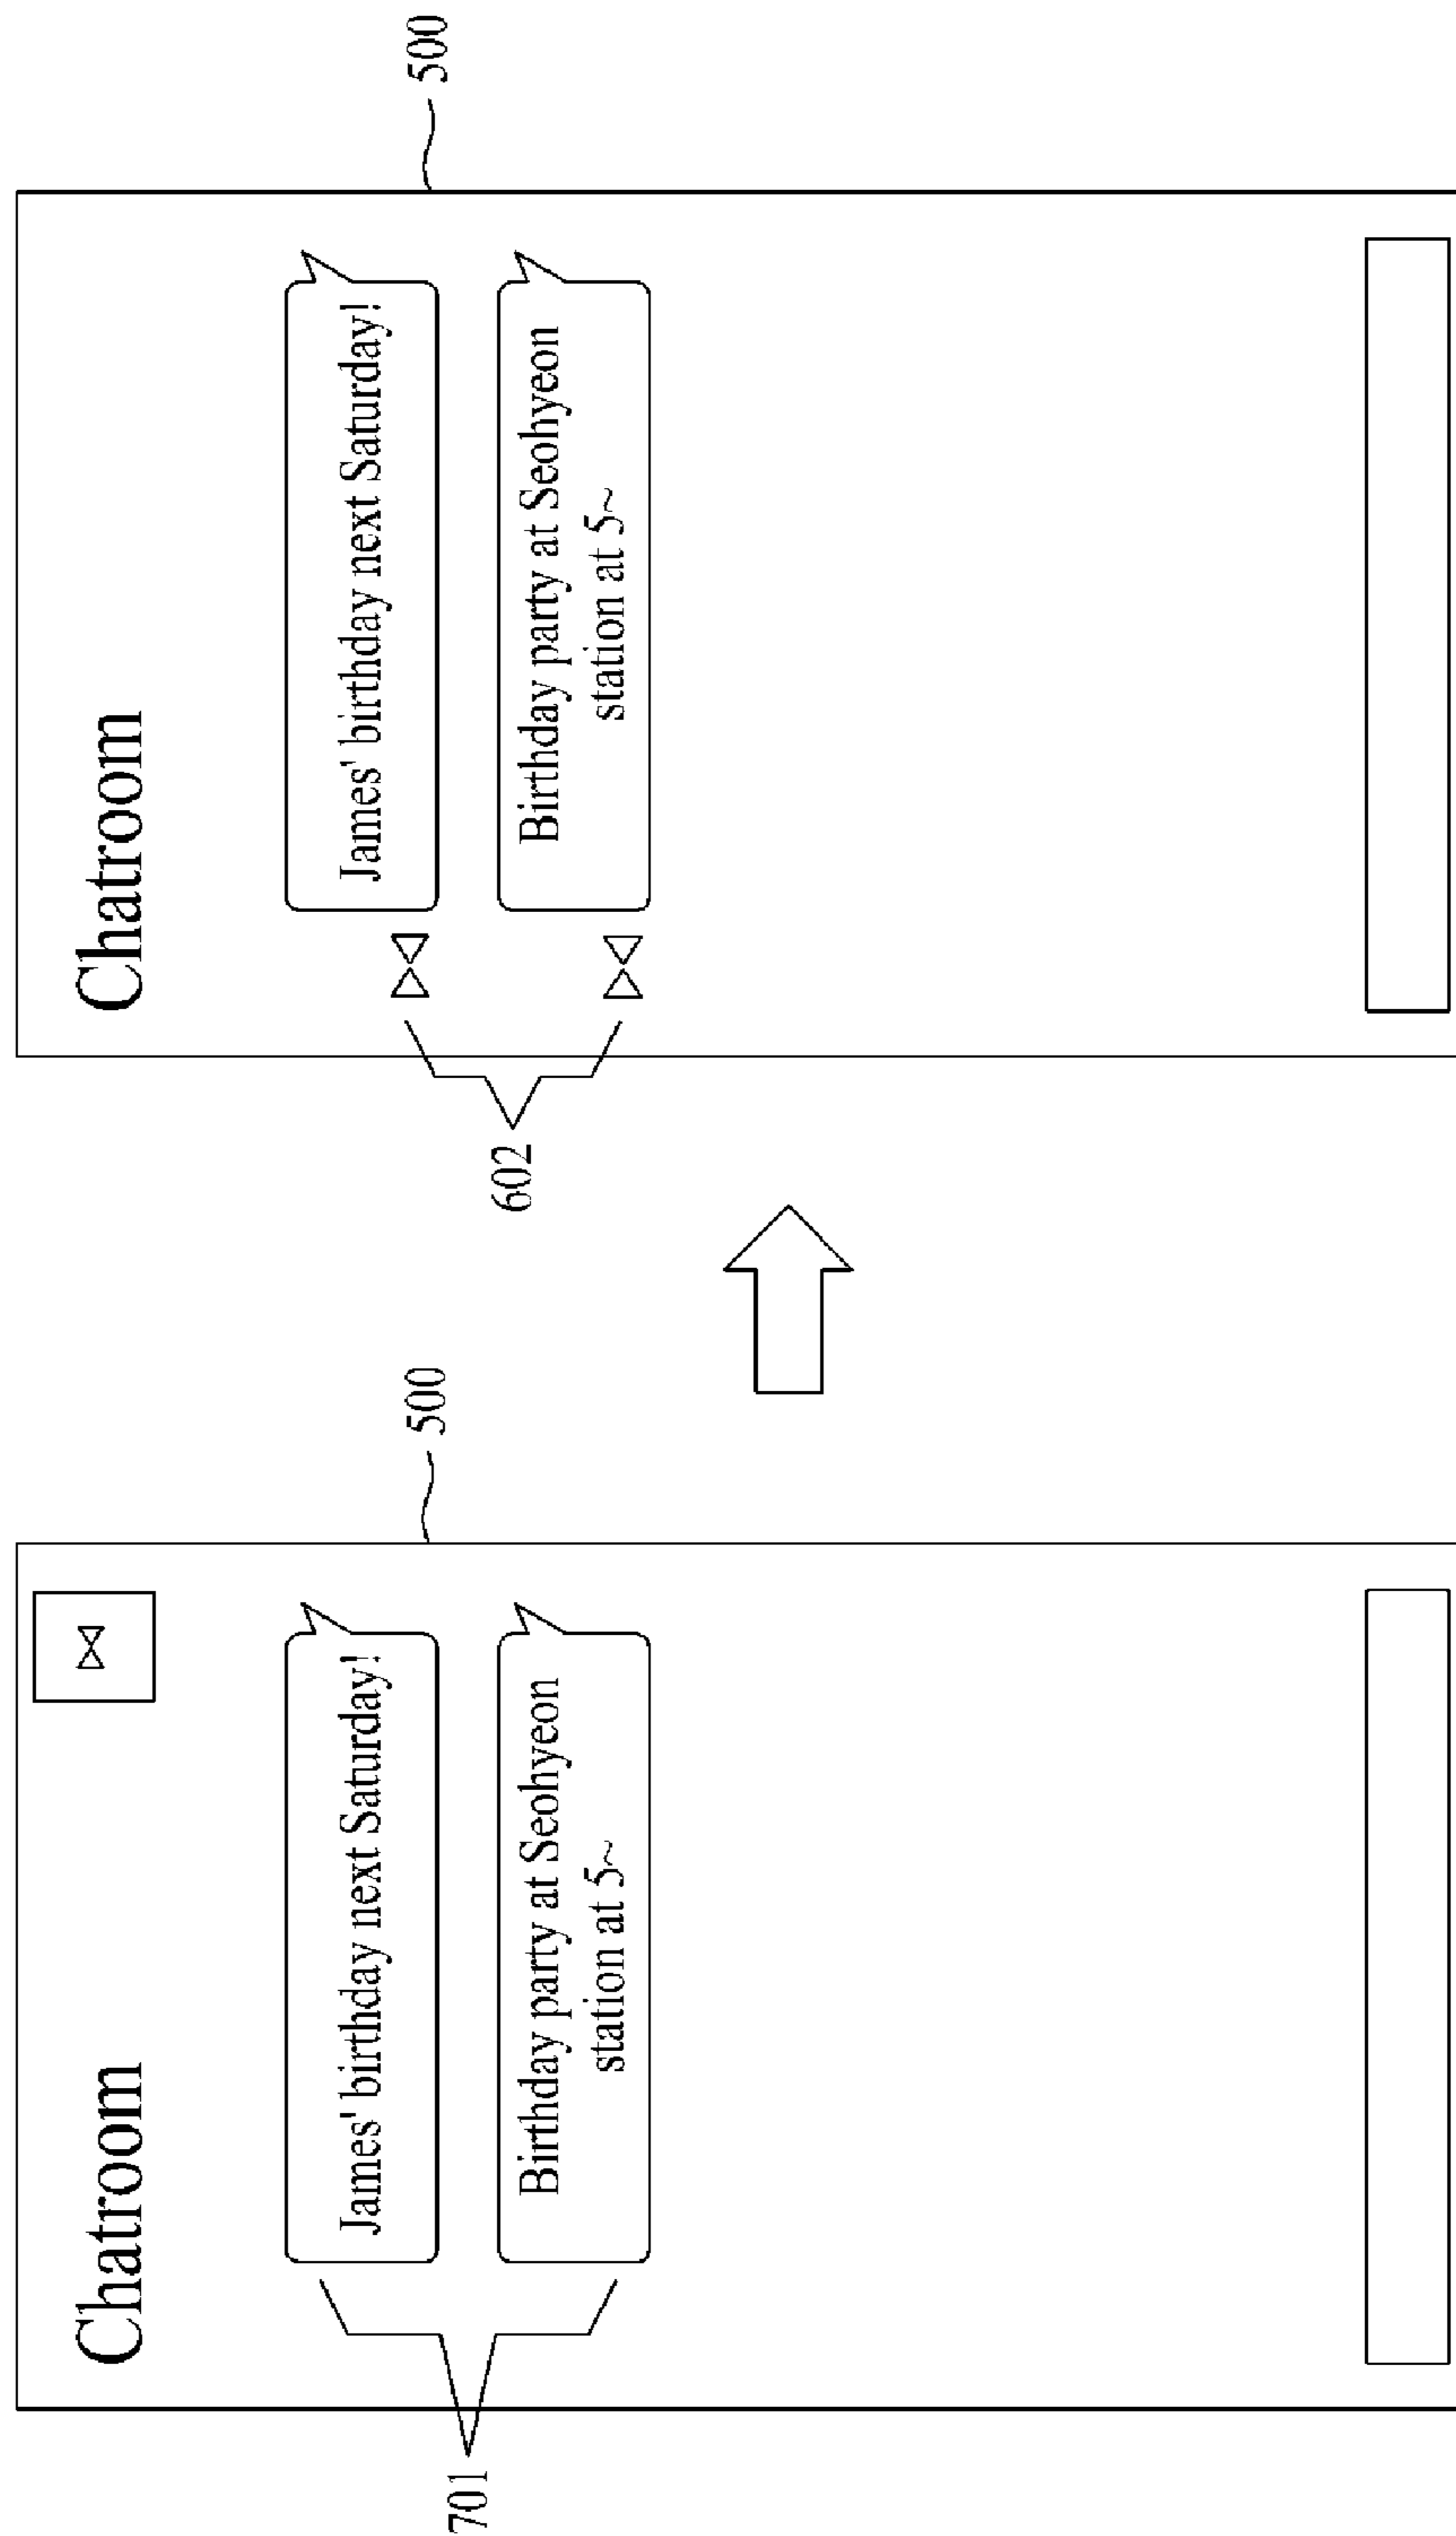 Chatroom
500
701
James' birthday next Saturday!
Birthday party at Seohyeon
station at 5~
Chatroom
500
602
James' birthday next Saturday!
Birthday party at Seohyeon
station at 5~